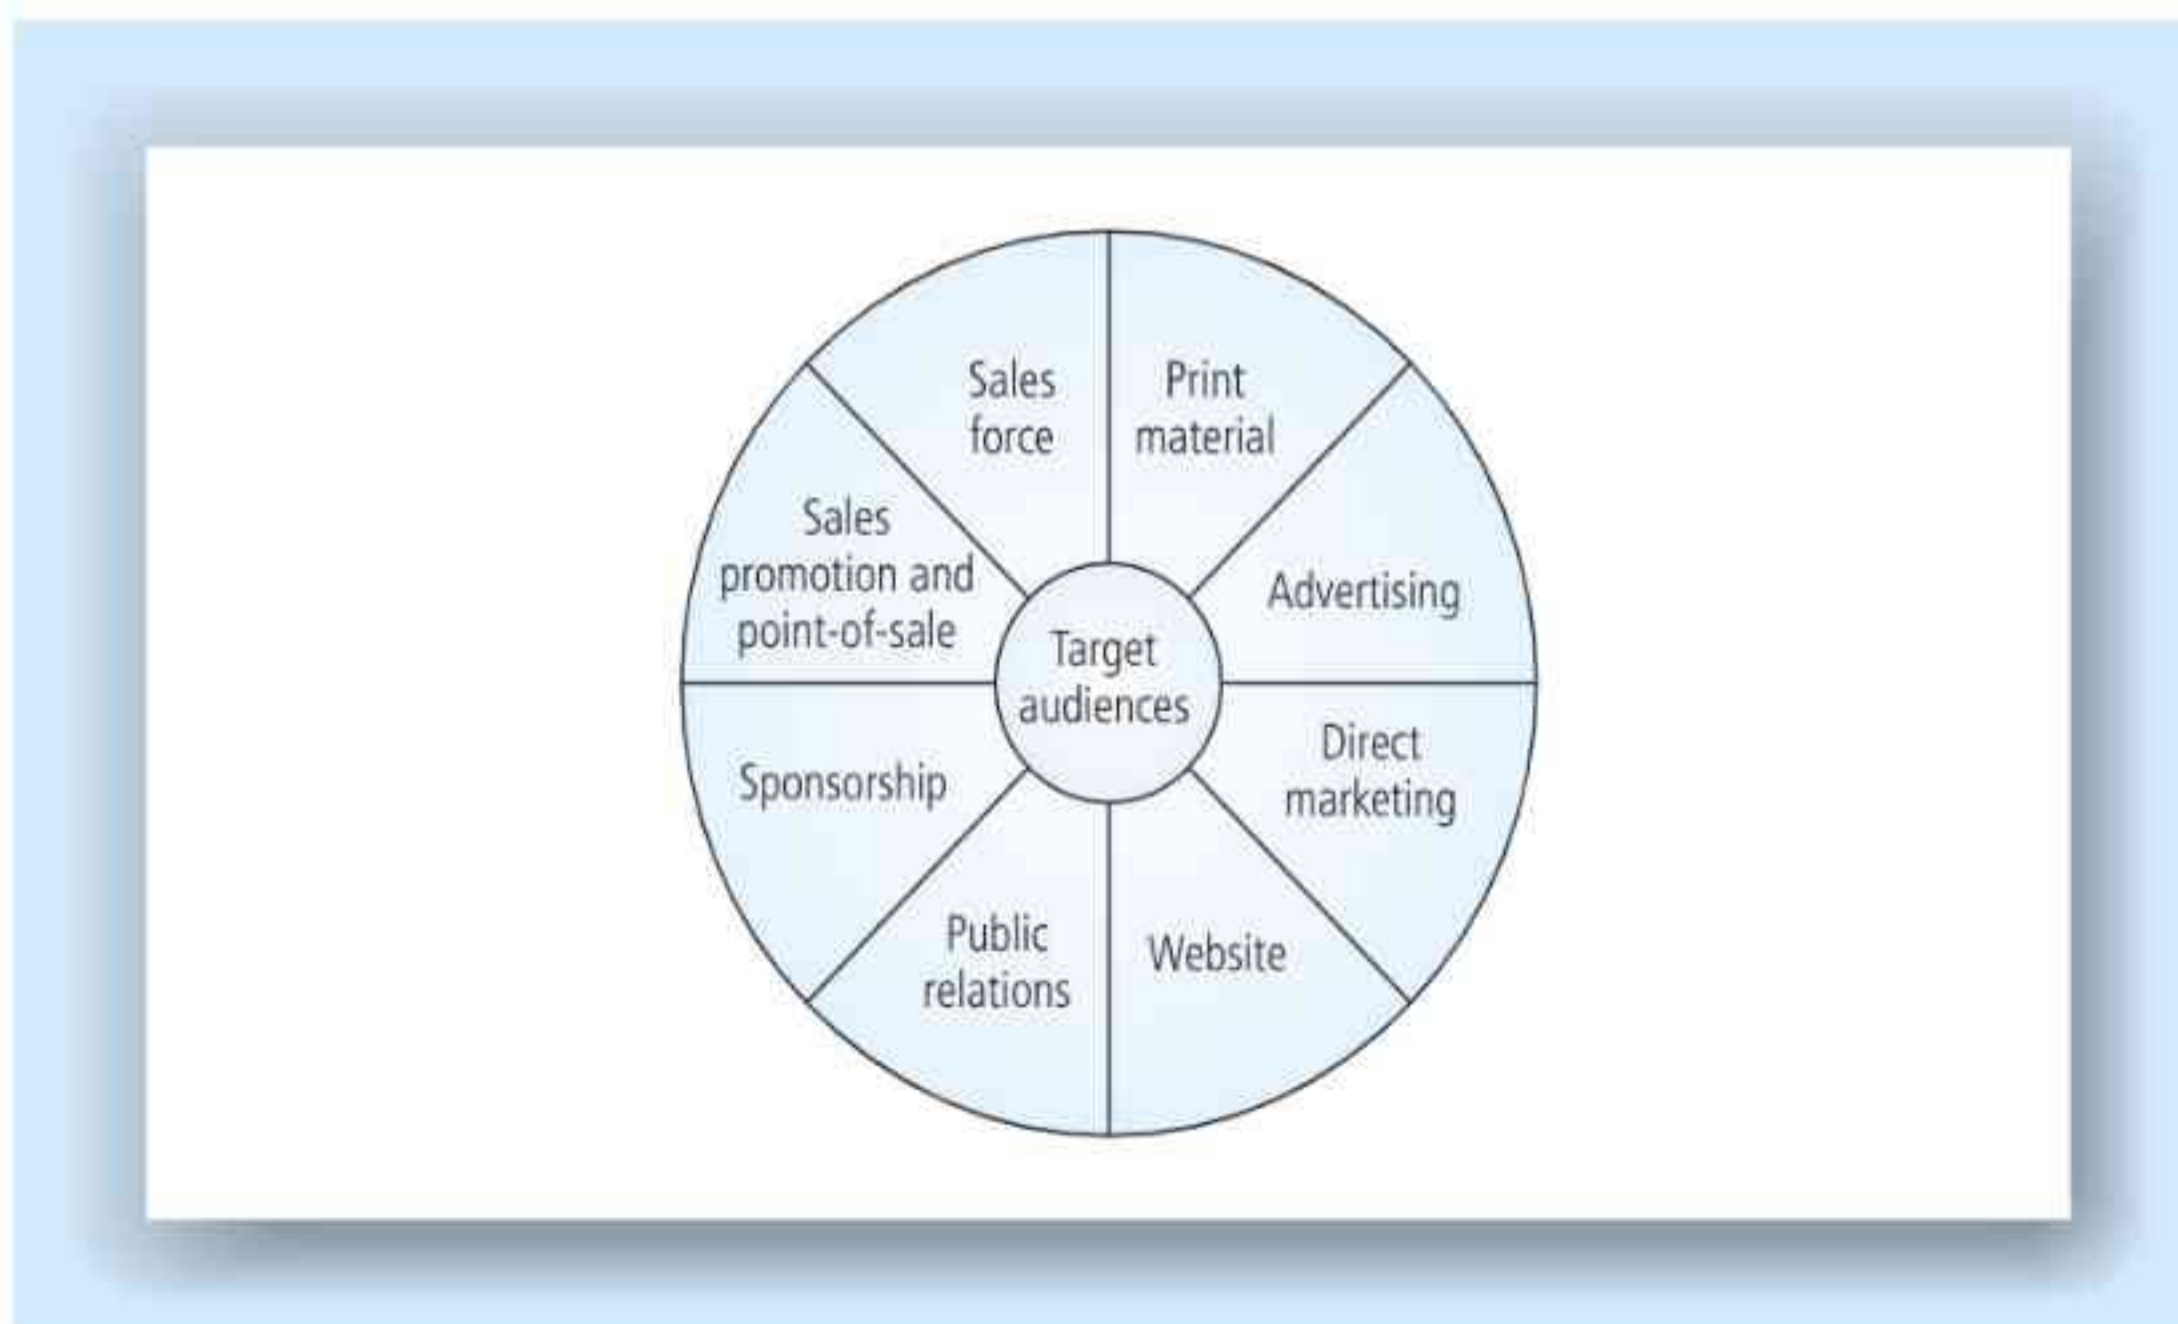 Sales
force
Print
material
Advertising
Direct
marketing
Website
Public
relations
Sponsorship
Sales
promotion and
point-of-sale
Target
audiences